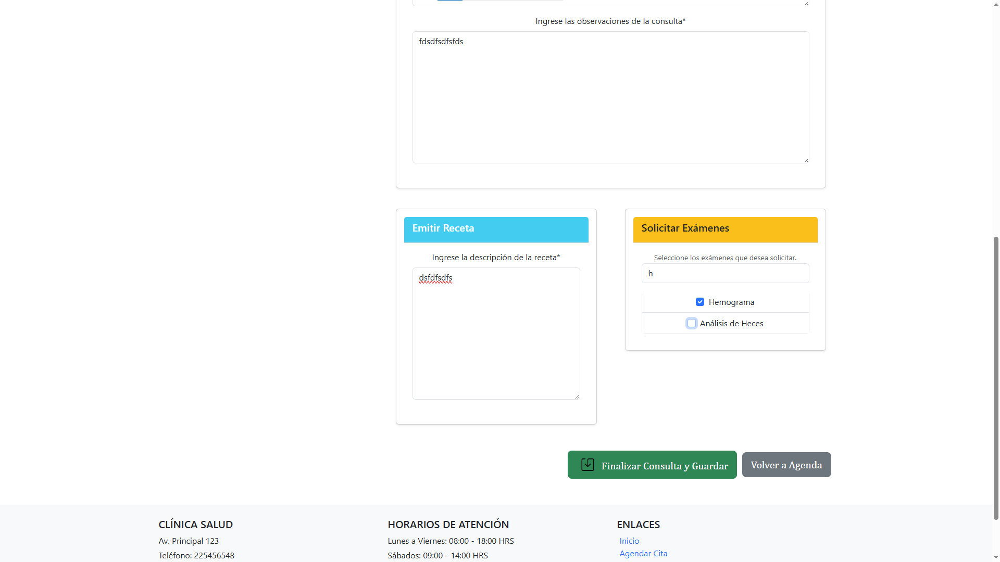 Ingrese las observaciones de la consulta*
fdsdfsdfsfds
Emitir Receta
Ingrese la descripción de la receta*
dsfdfsdfs
Solicitar Exámenes
Seleccione los exámenes que desea solicitar.
h
Hemograma
Análisis de Heces
Finalizar Consulta y Guardar
Volver a Agenda
CLÍNICA SALUD
Av. Principal 123
Teléfono: 225456548
HORARIOS DE ATENCIÓN
Lunes a Viernes: 08:00 - 18:00 HRS
Sábados: 09:00 - 14:00 HRS
ENLACES
Inicio
Agendar Cita